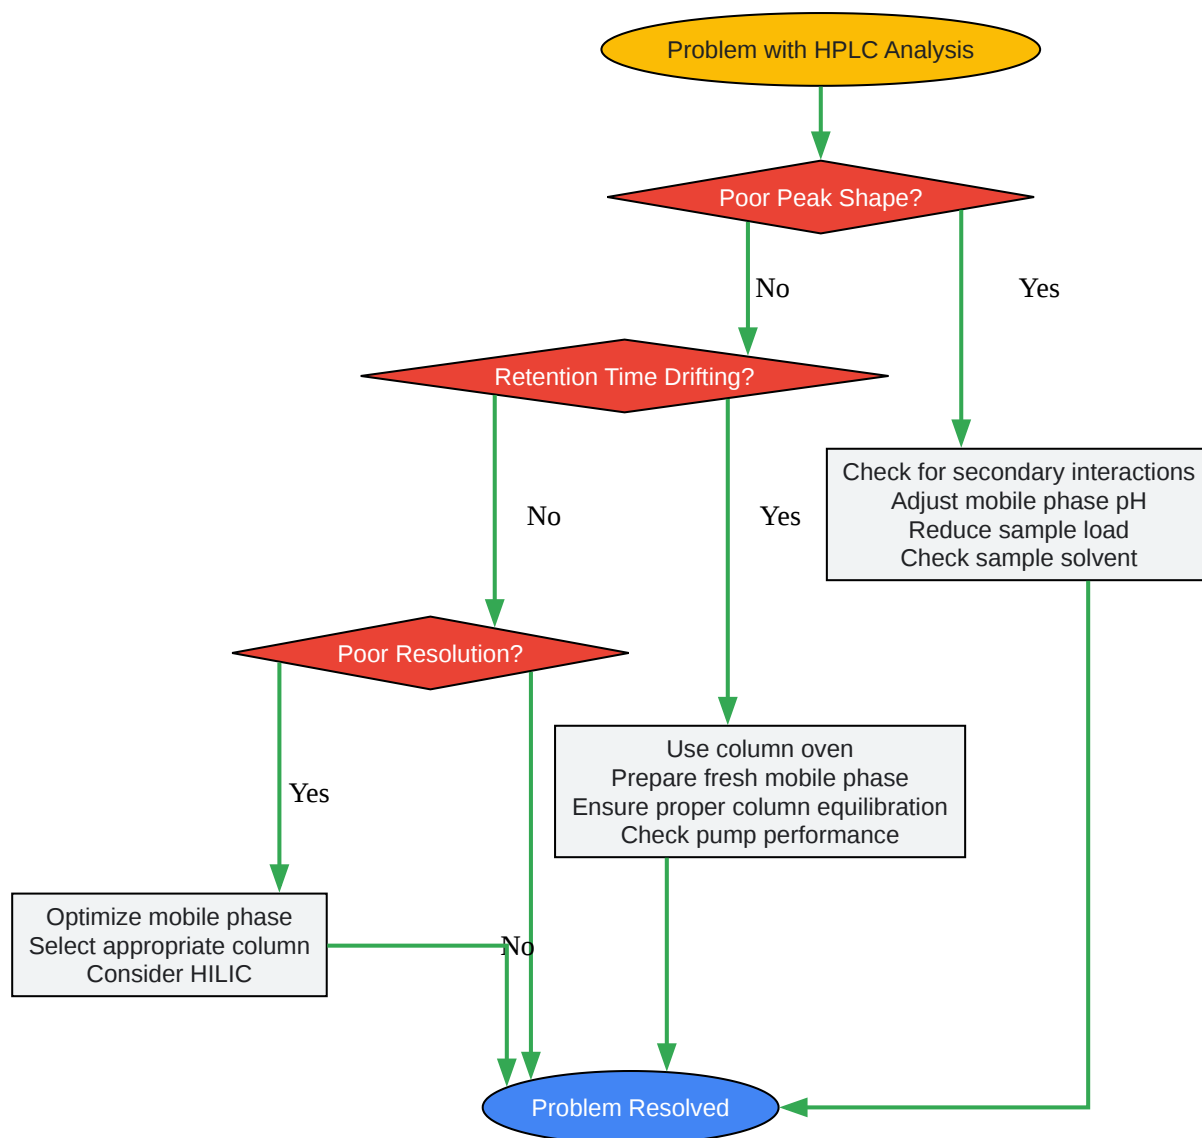 Problem with HPLC Analysis
Poor Peak Shape?
No
Yes
Retention Time Drifting?
Check for secondary interactions
Adjust mobile phase pH
Reduce sample load
Check sample solvent
No
Yes
Poor Resolution?
Use column oven
Prepare fresh mobile phase
Ensure proper column equilibration
Check pump performance
Yes
Optimize mobile phase
Select appropriate column
Consider HILIC
No
Problem Resolved